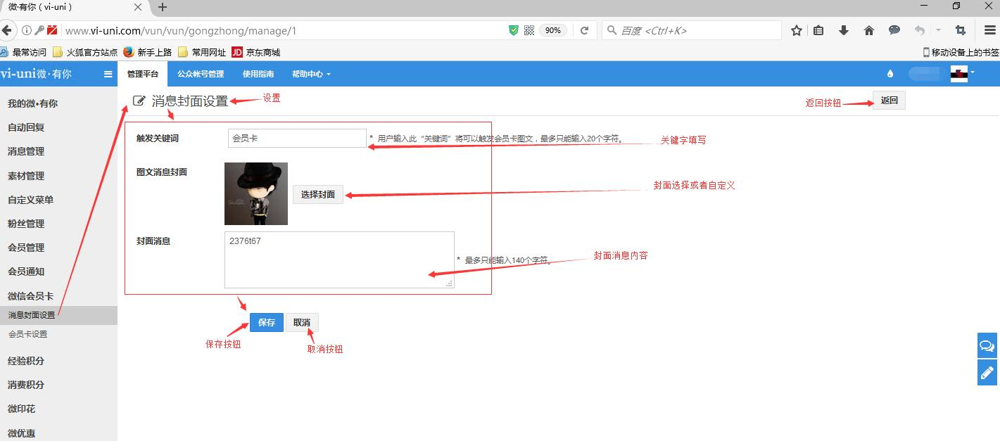 微·有你（vi-uni）
www.vi-uni.com/vun/vun/gongzhong/manage/1
90%
百度 <Ctrl+K>
最常访问
火狐官方站点
新手上路
常用网址
JD 京东商城
移动设备上的书签
vi-uni微·有你
管理平台
公众帐号管理
使用指南
帮助中心
我的微•有你
自动回复
消息管理
素材管理
自定义菜单
粉丝管理
会员管理
会员通知
微信会员卡
消息封面设置
会员卡设置
经验积分
消费积分
微印花
微优惠
消息封面设置
设置
返回按钮
返回
触发关键词
会员卡
* 用户输入此“关键词”将可以触发会员卡图文，最多只能输入20个字符。
关键字填写
图文消息封面
选择封面
封面选择或者自定义
封面消息
2376t67
* 最多只能输入140个字符。
封面消息内容
保存
取消
保存按钮
取消按钮